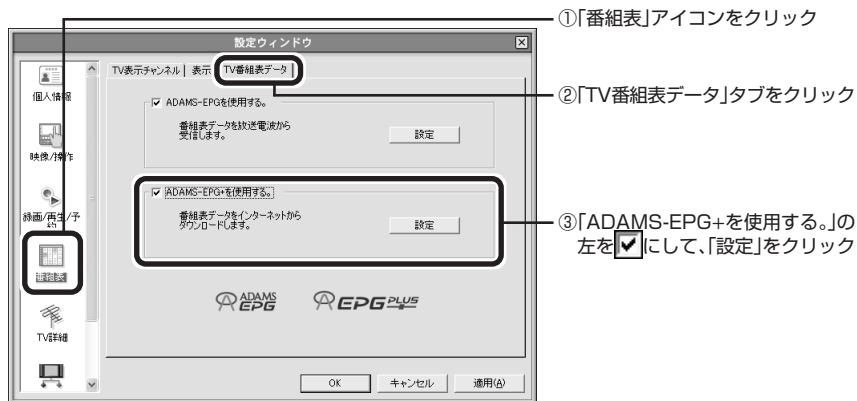 ①「番組表」アイコンをクリック
設定ウィンドウ
TV表示チャンネル
表示
TV番組表データ
②「TV番組表データ」タブをクリック
個人情報
ADAMS-EPGを使用する。
番組表データを放送電波から
受信します。
設定
映像/操作
録画/再生/予
約
ADAMS-EPG+を使用する。
番組表データをインターネットから
ダウンロードします。
設定
③「ADAMS-EPG+を使用する。」の
左を☑にして、「設定」をクリック
番組表
ADAMS
EPG
EPG PLUS
TV詳細
OK
キャンセル
適用(A)